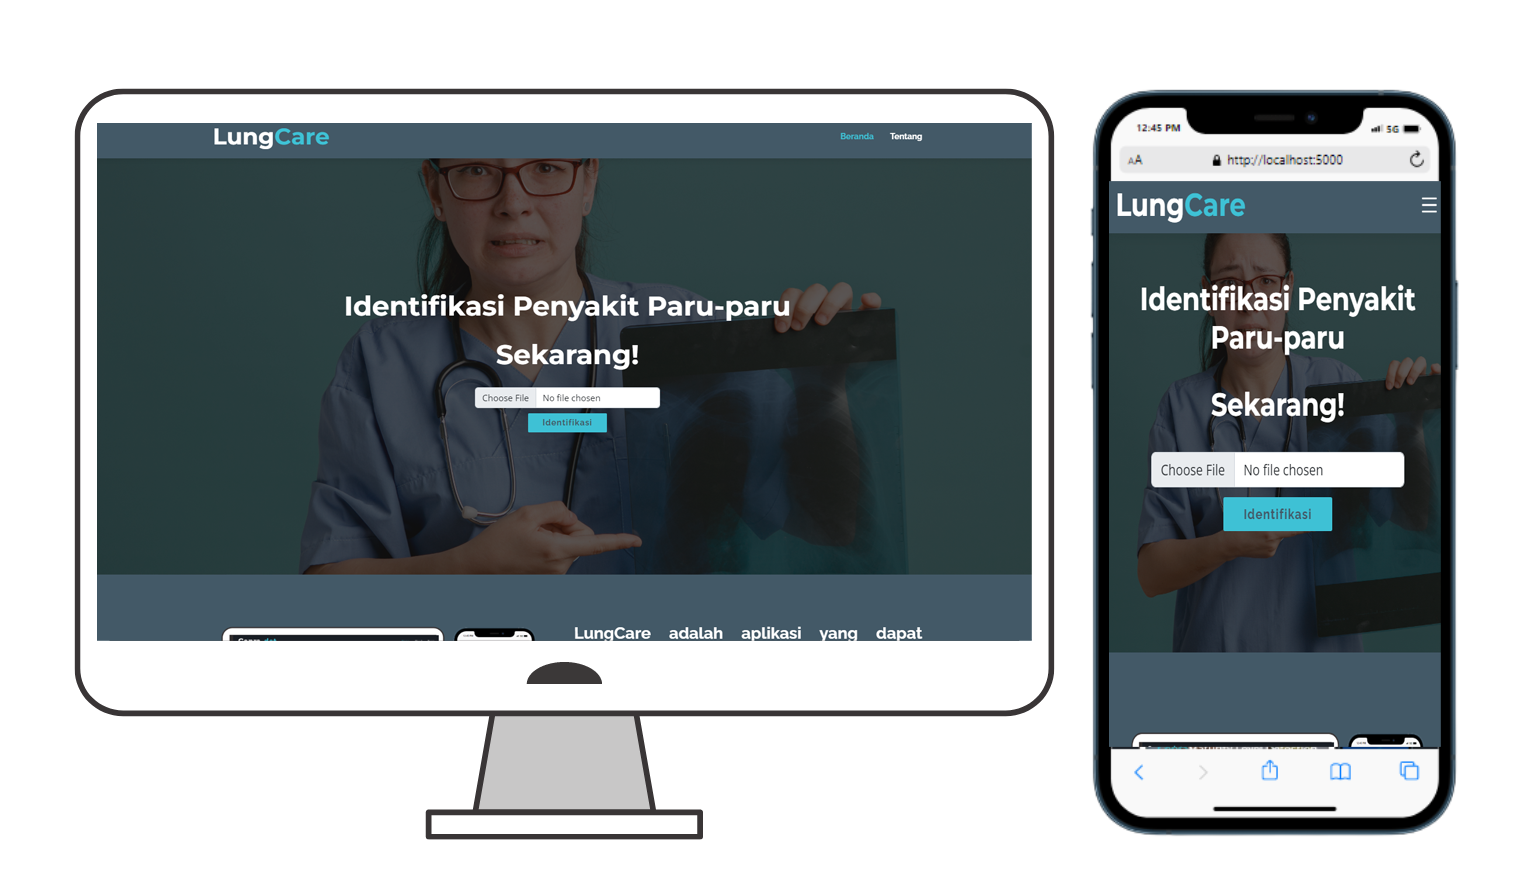 LungCare
Beranda Tentang
Identifikasi Penyakit Paru-paru
Sekarang!
Choose File No file chosen
Identifikasi
LungCare adalah aplikasi yang dapat
12:45 PM 5G
AA http://localhost:5000
LungCare
Identifikasi Penyakit
Paru-paru
Sekarang!
Choose File No file chosen
Identifikasi